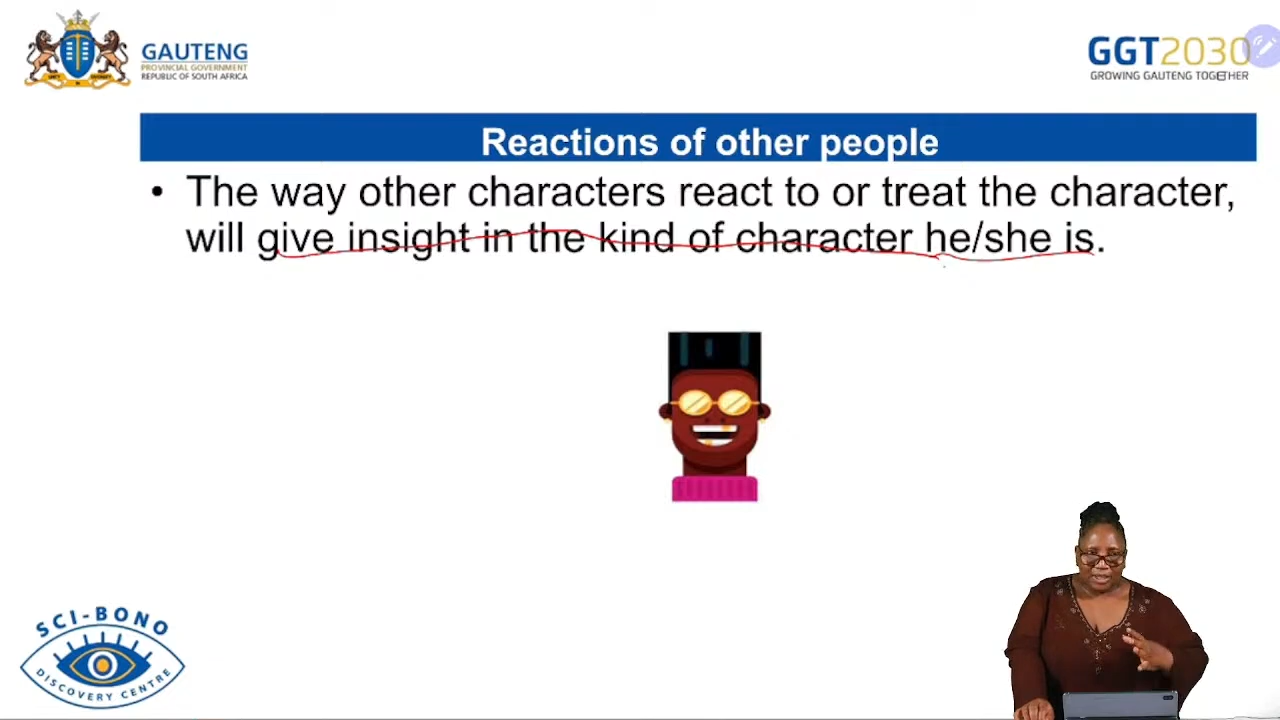 GAUTENG
PROVINCIAL GOVERNMENT
REPUBLIC OF SOUTH AFRICA
GGT2030
GROWING GAUTENG TOGETHER
Reactions of other people
• The way other characters react to or treat the character,
will give insight in the kind of character he/she is.
SCI-BONO
DISCOVERY CENTRE